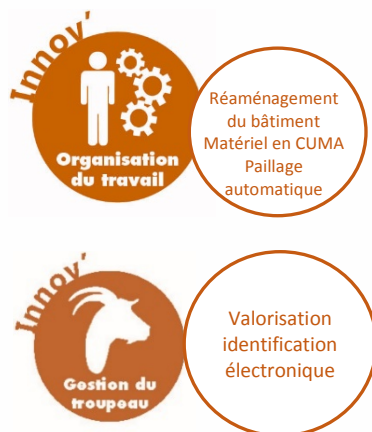 Innov'
Organisation
du travail
Réaménagement
du bâtiment
Matériel en CUMA
Paillage
automatique
Innov'
Gestion du
troupeau
Valorisation
identification
électronique